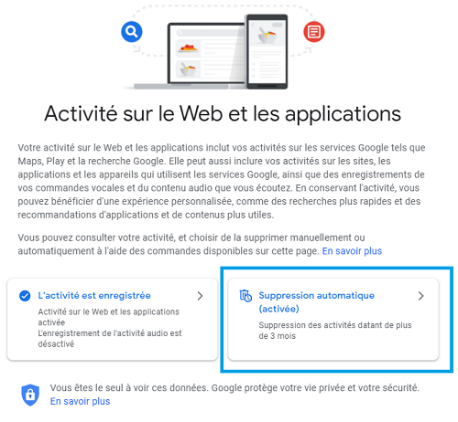 Activité sur le Web et les applications
Votre activité sur le Web et les applications inclut vos activités sur les services Google tels que
Maps, Play et la recherche Google. Elle peut aussi inclure vos activités sur les sites, les
applications et les appareils qui utilisent les services Google, ainsi que des enregistrements de
vos commandes vocales et du contenu audio que vous écoutez. En conservant l'activité, vous
pouvez bénéficier d'une expérience personnalisée, comme des recherches plus rapides et des
recommandations d'applications et de contenus plus utiles.
Vous pouvez consulter votre activité, et choisir de la supprimer manuellement ou
automatiquement à l'aide des commandes disponibles sur cette page. En savoir plus
L'activité est enregistrée
Activité sur le Web et les applications
activée
L'enregistrement de l'activité audio est
désactivé
Suppression automatique
(activée)
Suppression des activités datant de plus
de 3 mois
Vous êtes le seul à voir ces données. Google protège votre vie privée et votre sécurité.
En savoir plus